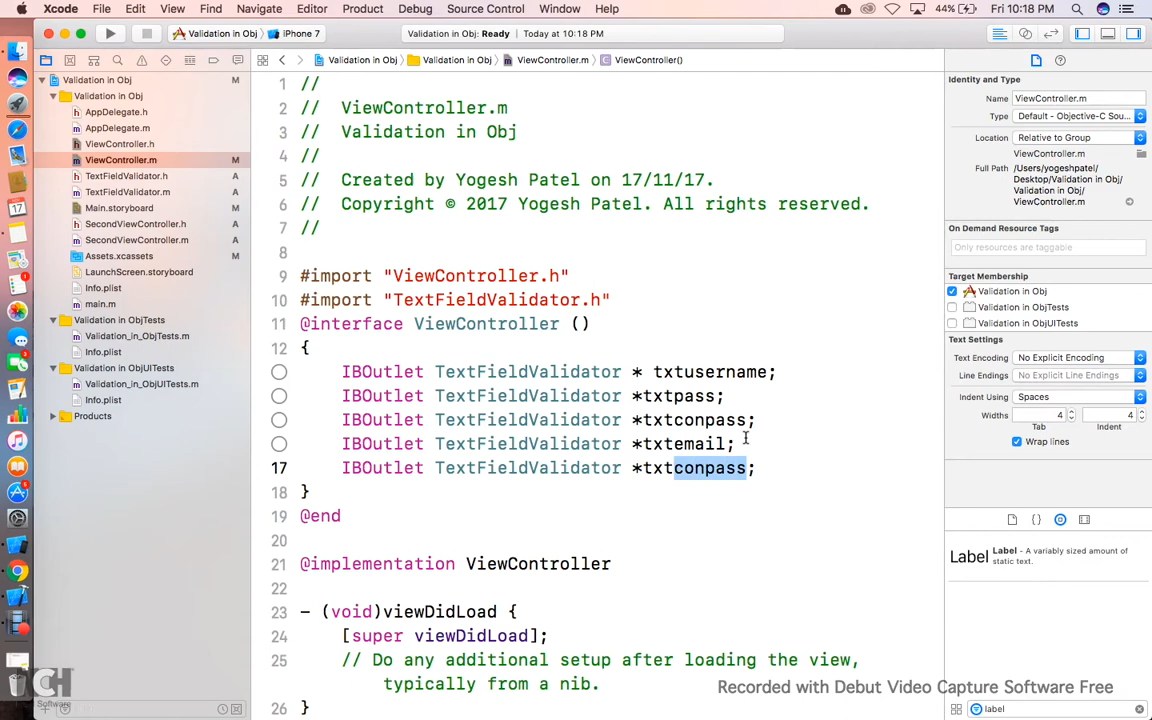 Xcode File Edit View Find Navigate Editor Product Debug Source Control Window Help 44% Fri 10:18 PM
Validation in Obj iPhone 7 Validation in Obj: Ready Today at 10:18 PM
Validation in Obj Validation in Obj ViewController.m ViewController()
Validation in Obj M
Validation in Obj
AppDelegate.h
AppDelegate.m
ViewController.h
ViewController.m M
TextFieldValidator.h A
TextFieldValidator.m A
Main.storyboard M
SecondViewController.h A
SecondViewController.m A
Assets.xcassets M
LaunchScreen.storyboard
Info.plist
main.m
Validation in ObjTests
Validation_in_ObjTests.m
Info.plist
Validation in ObjUITests
Validation_in_ObjUITests.m
Info.plist
Products
1 //
2 // ViewController.m
3 // Validation in Obj
4 //
5 // Created by Yogesh Patel on 17/11/17.
6 // Copyright © 2017 Yogesh Patel. All rights reserved.
7 //
8
9 #import "ViewController.h"
10 #import "TextFieldValidator.h"
11 @interface ViewController ()
12 {
IBOutlet TextFieldValidator * txtusername;
IBOutlet TextFieldValidator *txtpass;
IBOutlet TextFieldValidator *txtconpass;
IBOutlet TextFieldValidator *txtemail;
17 IBOutlet TextFieldValidator *txtconpass;
18 }
19 @end
20
21 @implementation ViewController
22
23 - (void)viewDidLoad {
24 [super viewDidLoad];
25 // Do any additional setup after loading the view,
typically from a nib.
26 }
Identity and Type
Name ViewController.m
Type Default - Objective-C Sou...
Location Relative to Group
ViewController.m
Full Path /Users/yogeshpatel/
Desktop/Validation in Obj/
Validation in Obj/
ViewController.m
On Demand Resource Tags
Only resources are taggable
Target Membership
Validation in Obj
Validation in ObjTests
Validation in ObjUITests
Text Settings
Text Encoding No Explicit Encoding
Line Endings No Explicit Line Endings
Indent Using Spaces
Widths 4 4
Tab Indent
Wrap lines
Label Label - A variably sized amount of
static text.
label
Software
Recorded with Debut Video Capture Software Free